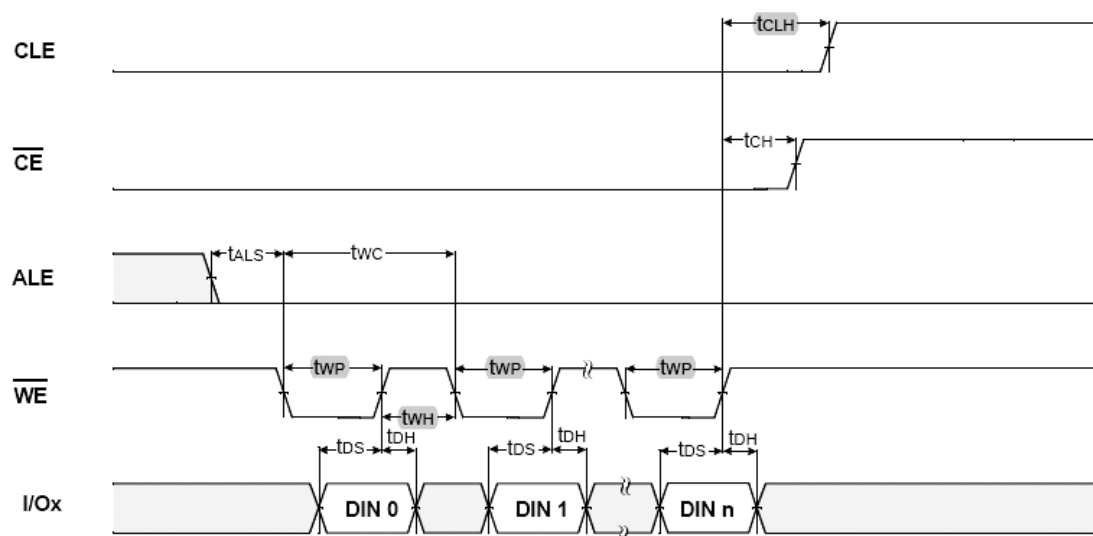 CLE
tCLH
CE
tCH
ALE
tALS
tWC
WE
tWP
tWP
tWP
tWH
tDS
tDH
tDS
tDH
tDS
tDH
I/Ox
DIN 0
DIN 1
DIN n